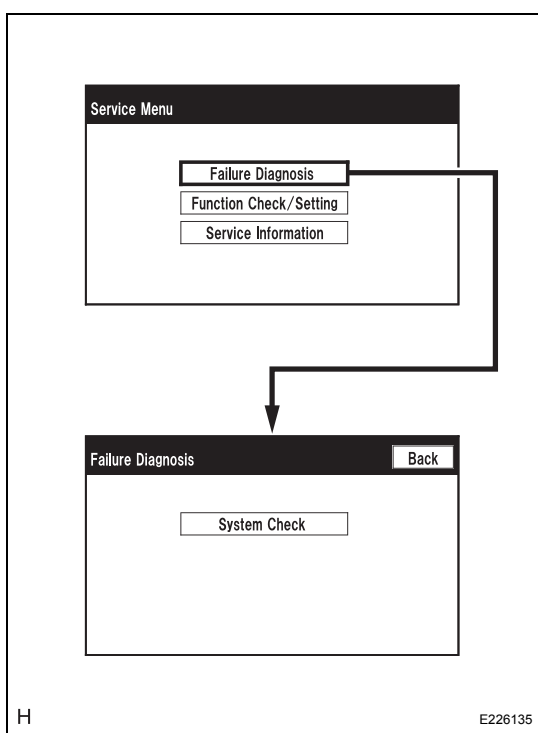 Service Menu
Failure Diagnosis
Function Check/Setting
Service Information
Failure Diagnosis
Back
System Check
H
E226135